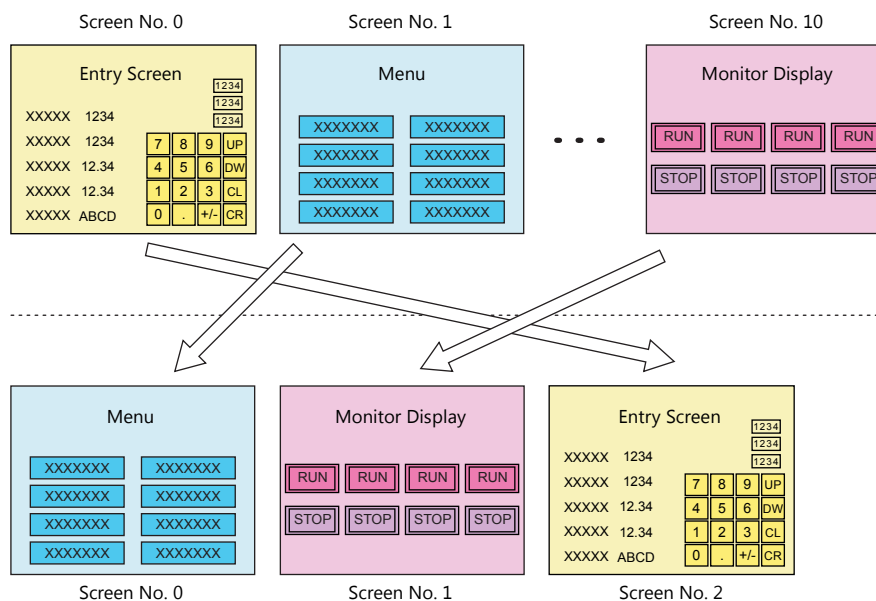 Screen No. 0
Screen No. 1
Screen No. 10
Entry Screen
1234
1234
1234
XXXXX 1234
XXXXX 1234
XXXXX 12.34
XXXXX 12.34
XXXXX ABCD
7 8 9 UP
4 5 6 DW
1 2 3 CL
0 . +/- CR
Menu
XXXXXXX XXXXXXX
XXXXXXX XXXXXXX
XXXXXXX XXXXXXX
XXXXXXX XXXXXXX
Monitor Display
RUN RUN RUN RUN
STOP STOP STOP STOP
Menu
XXXXXXX XXXXXXX
XXXXXXX XXXXXXX
XXXXXXX XXXXXXX
XXXXXXX XXXXXXX
Monitor Display
RUN RUN RUN RUN
STOP STOP STOP STOP
Entry Screen
1234
1234
1234
XXXXX 1234
XXXXX 1234
XXXXX 12.34
XXXXX 12.34
XXXXX ABCD
7 8 9 UP
4 5 6 DW
1 2 3 CL
0 . +/- CR
Screen No. 0
Screen No. 1
Screen No. 2